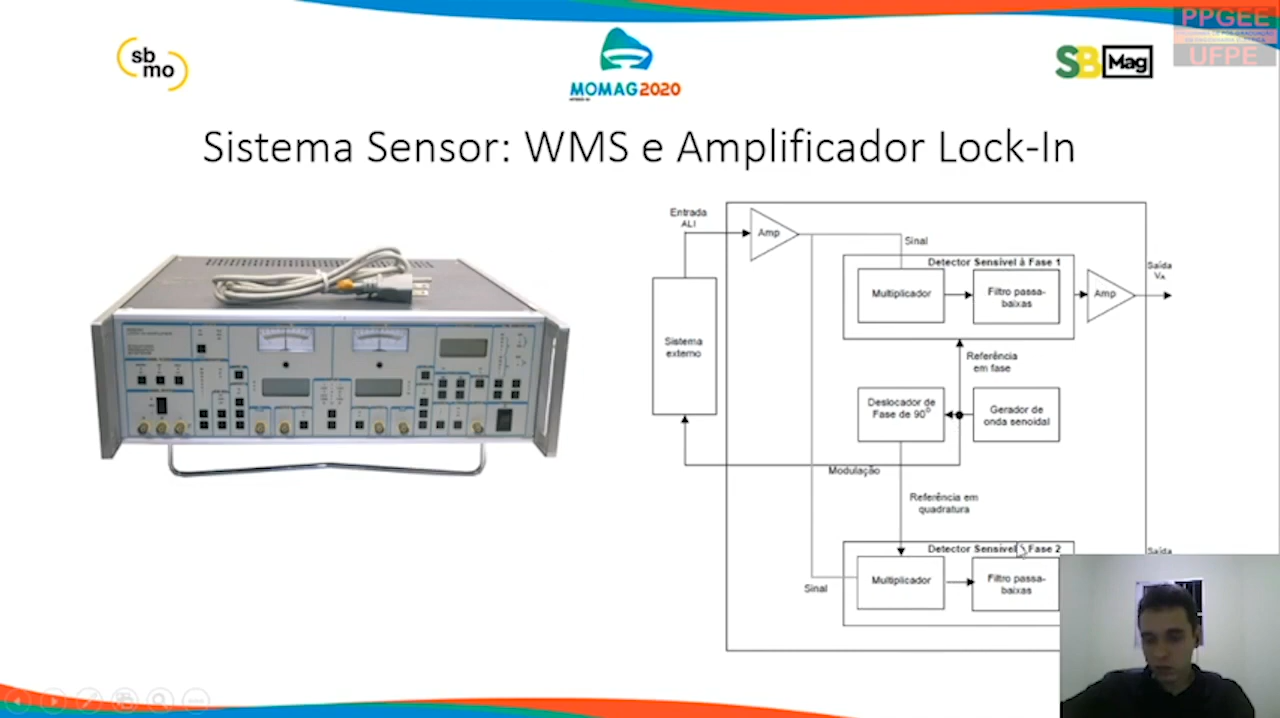 sb
mo
MOMAG2020
SB Mag
PPGEE
UFPE
Sistema Sensor: WMS e Amplificador Lock-In
Entrada
ALI
Amp
Sinal
Detector Sensível à Fase 1
Multiplicador
Filtro passa-
baixas
Amp
Saída
VA
Sistema
externo
Referência
em fase
Deslocador de
Fase de 90°
Gerador de
onda senoidal
Modulação
Referência em
quadratura
Detector Sensível à Fase 2
Saída
Multiplicador
Filtro passa-
baixas
Sinal